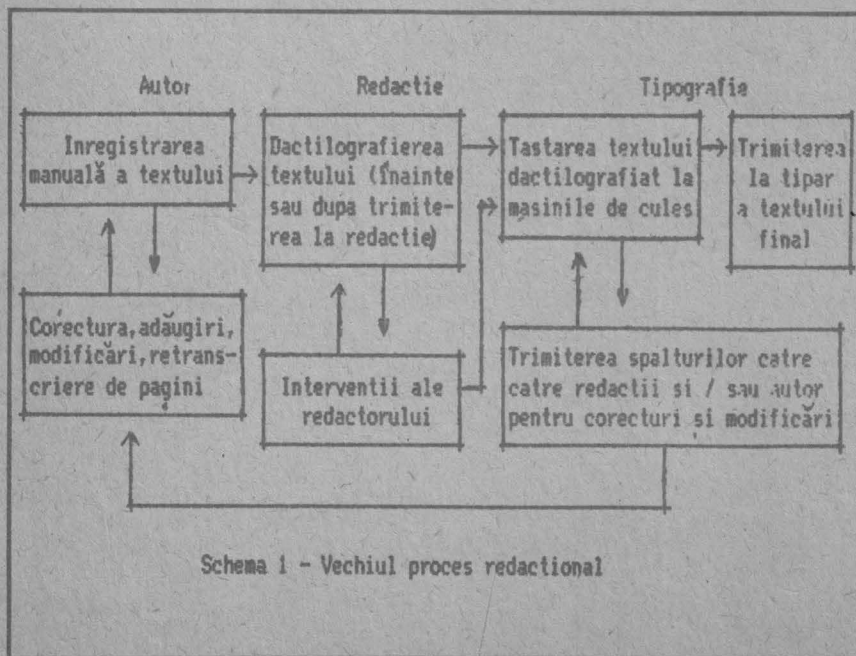 Autor
Redactie
Tipografie
Inregistrarea
manuală a textului
Dactilografierea
textului (înainte
sau dupa trimite-
rea la redactie)
Tastarea textului
dactilografiat la
mașinile de cules
Trimiterea
la tipar
a textului
final
Corectura, adăugiri,
modificări, retrans-
criere de pagini
Interventii ale
redactorului
Trimiterea spalturilor catre
catre redactii si / sau autor
pentru corecturi și modificări
Schema 1 - Vechiul proces redactional